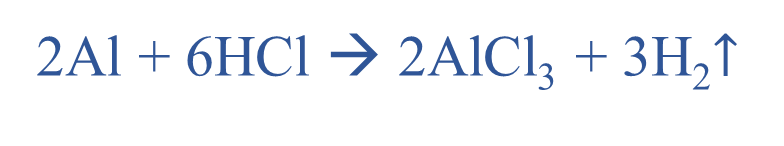 2Al + 6HCl → 2AlCl₃ + 3H₂↑